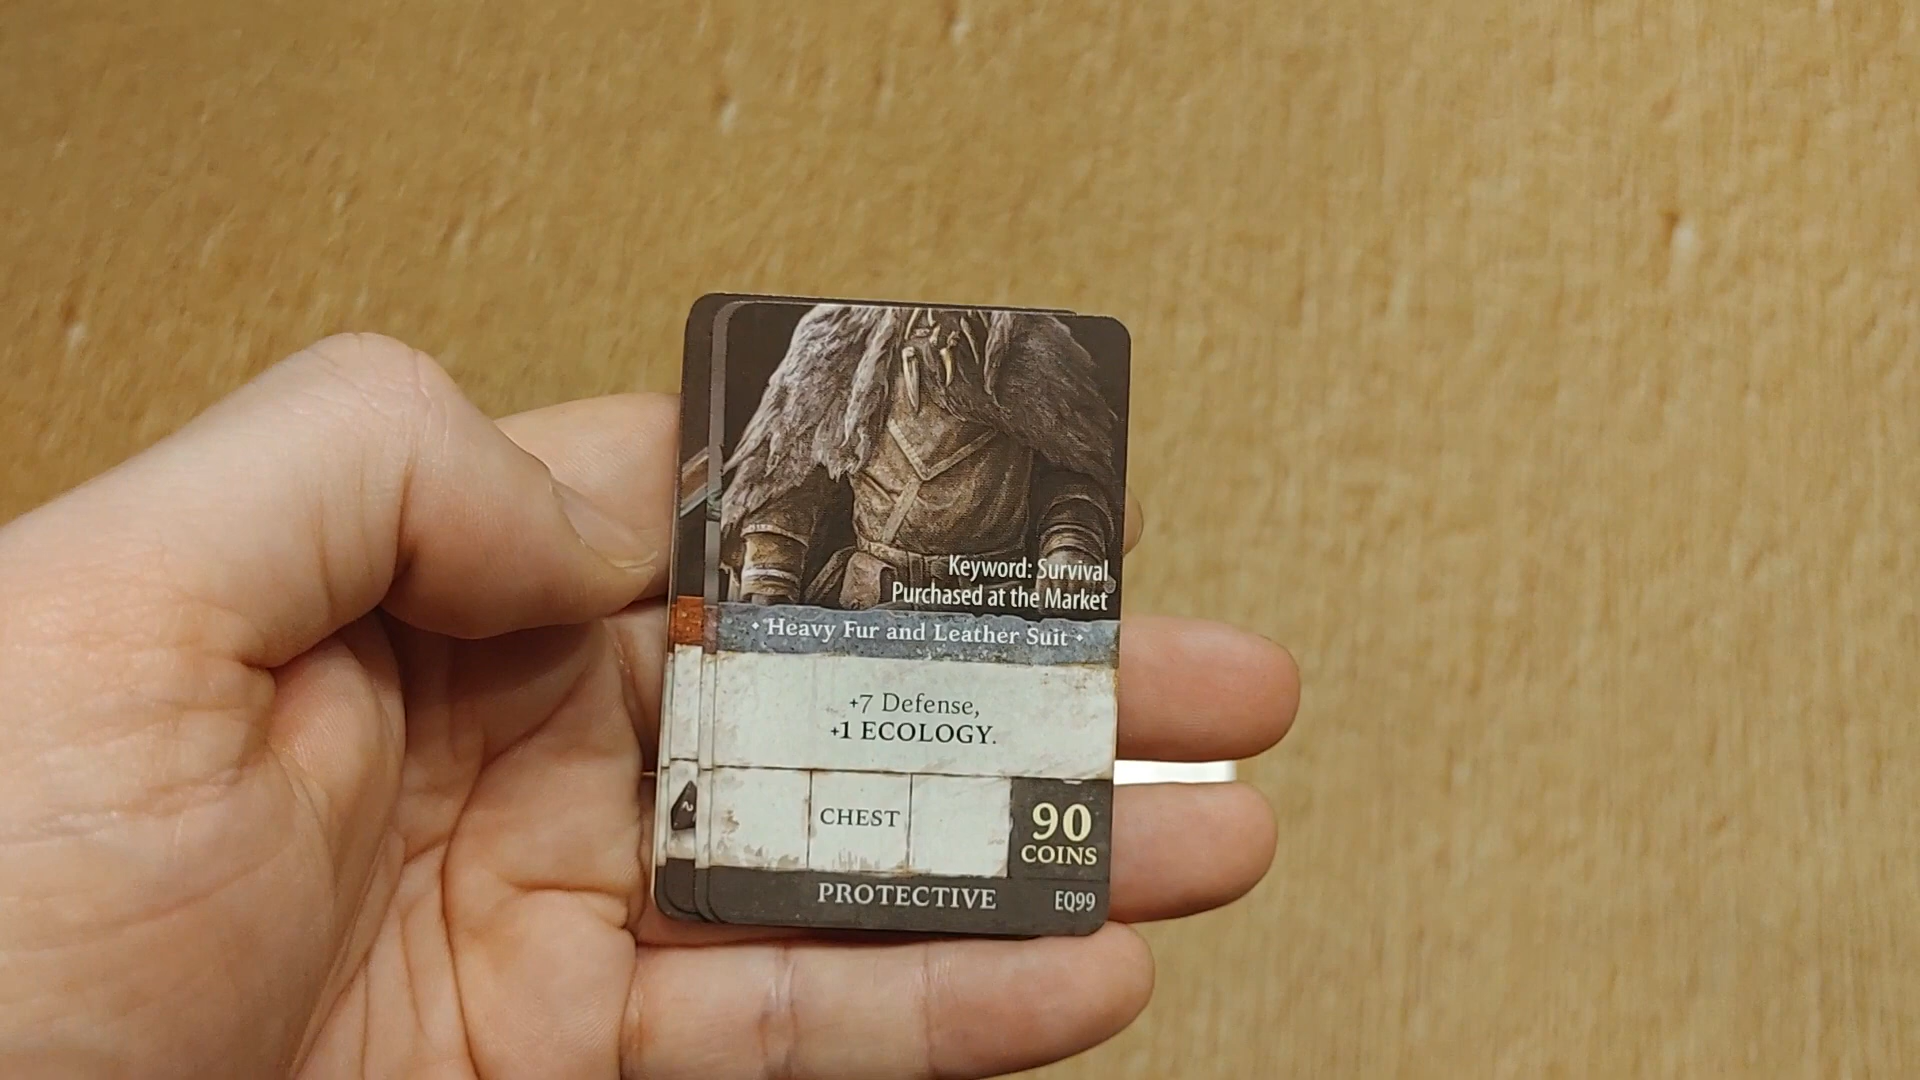 Keyword: Survival
Purchased at the Market
• Heavy Fur and Leather Suit •
+7 Defense,
+1 ECOLOGY.
CHEST
90
COINS
PROTECTIVE
EQ99